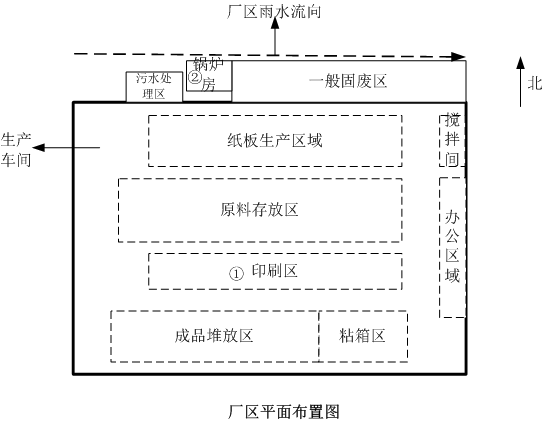 厂区雨水流向
锅炉
②房
污水处
理区
一般固废区
北
生产
车间
纸板生产区域
搅
拌
间
原料存放区
办
公
区
域
① 印刷区
成品堆放区
粘箱区
厂区平面布置图